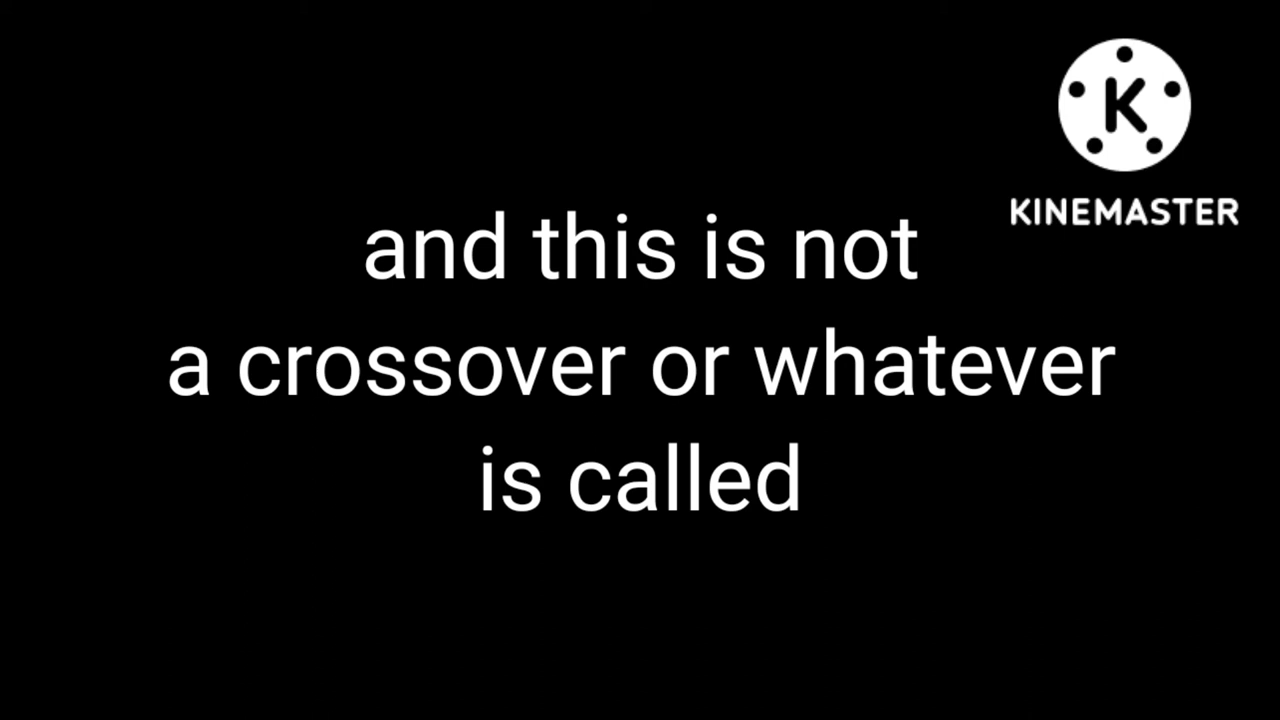 K
KINEMASTER
and this is not
a crossover or whatever
is called